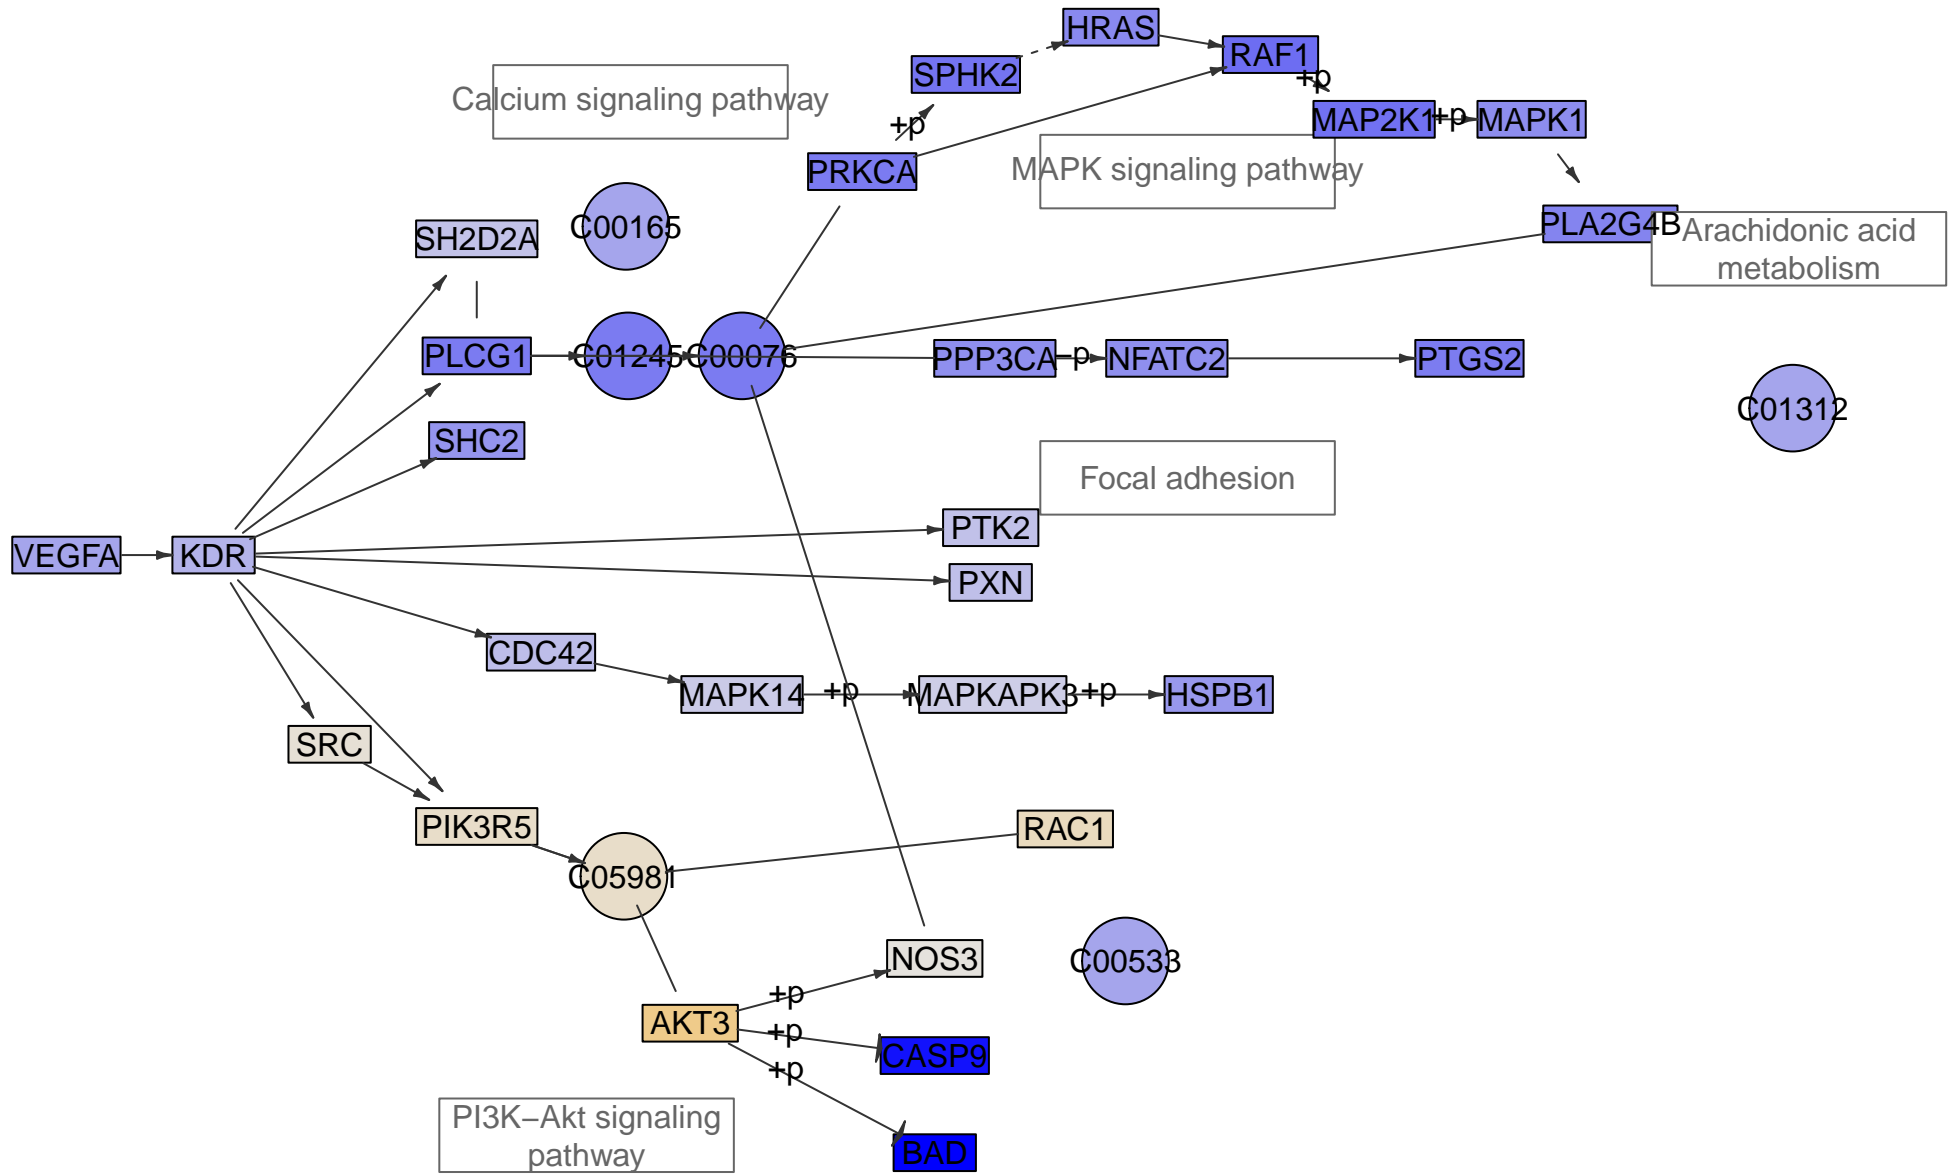 HRAS
RAF1
+p
SPHK2
Calcium signaling pathway
+p
MAP2K1
+p
MAPK1
PRKCA
MAPK signaling pathway
C00165
SH2D2A
PLA2G4B
Arachidonic acid
metabolism
PLCG1
C01245
C00076
PPP3CA
−p
NFATC2
PTGS2
C01312
SHC2
Focal adhesion
PTK2
VEGFA
KDR
PXN
CDC42
MAPK14
+p
MAPKAPK3
+p
HSPB1
SRC
PIK3R5
RAC1
C05981
NOS3
C00533
+p
AKT3
+p
CASP9
+p
PI3K−Akt signaling
pathway
BAD